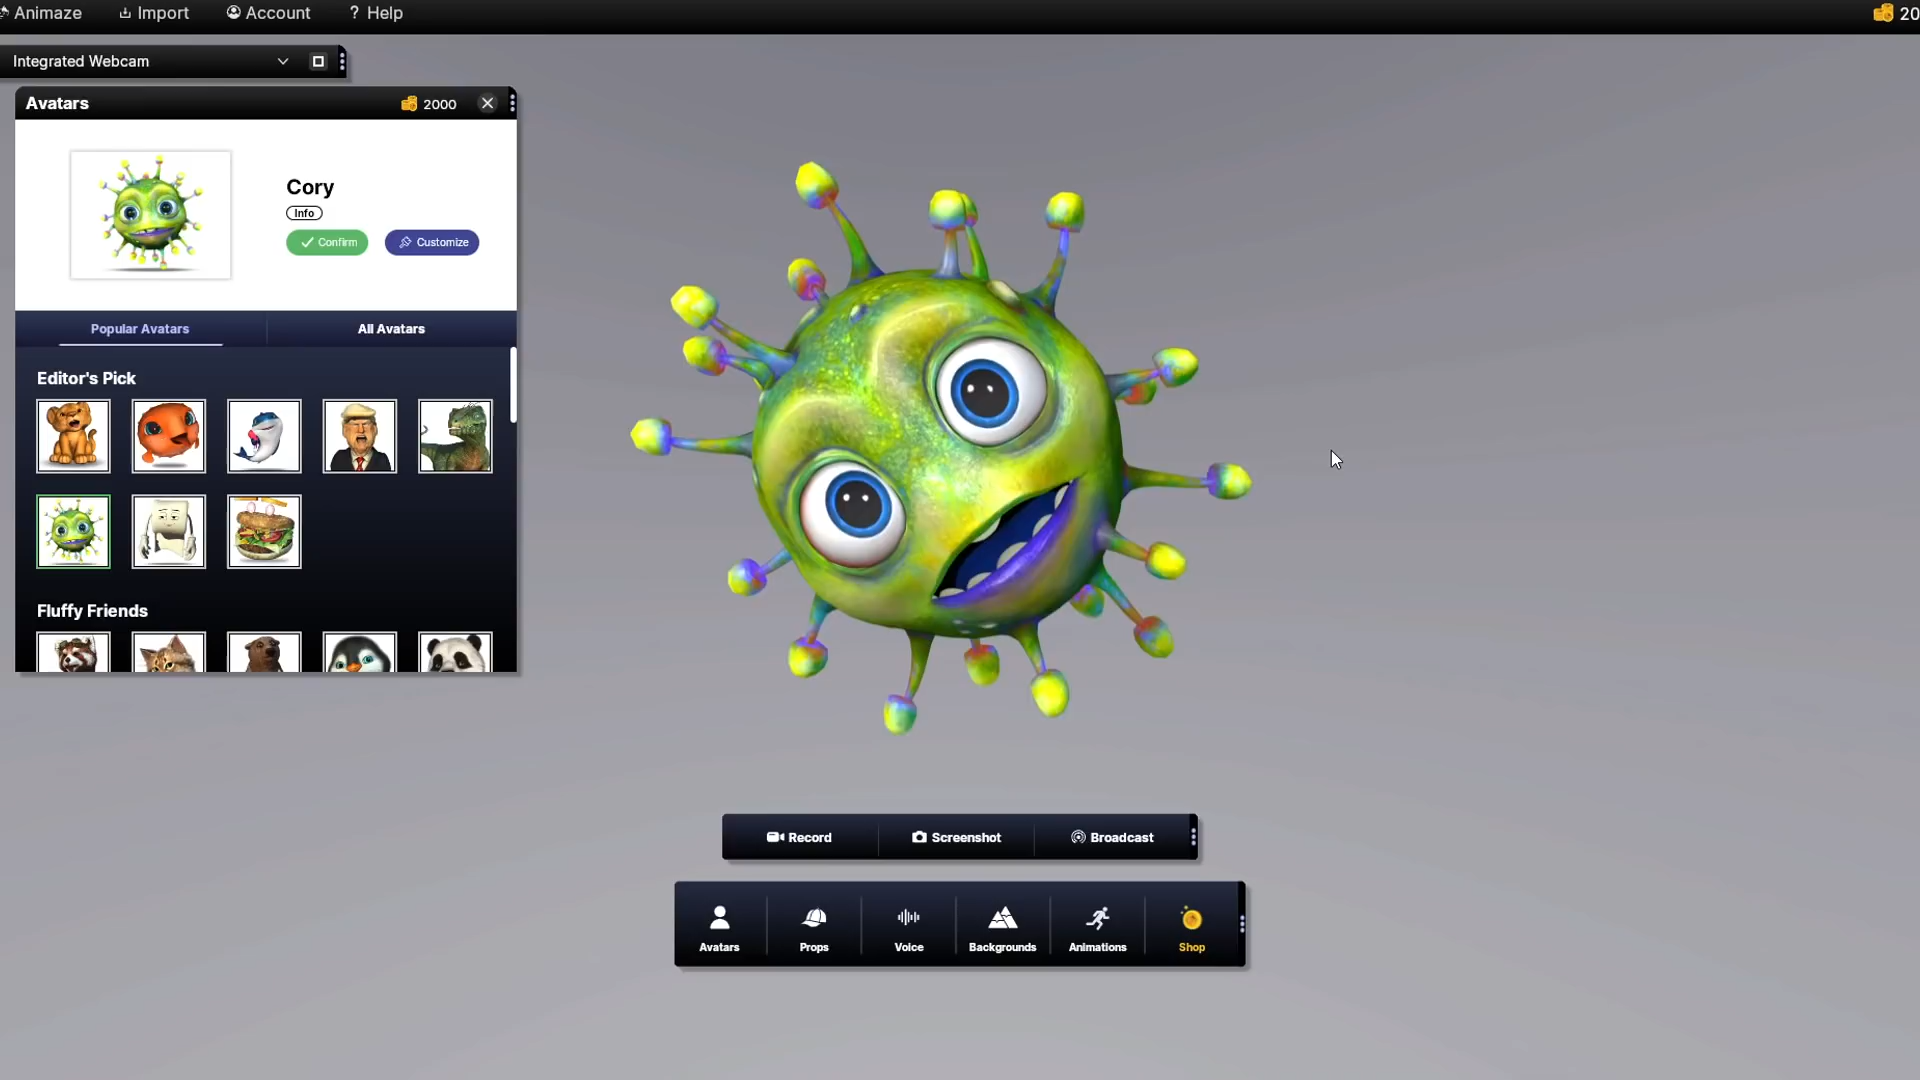 Animaze Import Account ? Help 20
Integrated Webcam
Avatars 2000
Cory
Info
Confirm Customize
Popular Avatars All Avatars
Editor's Pick
Fluffy Friends
Record Screenshot Broadcast
Avatars Props Voice Backgrounds Animations Shop